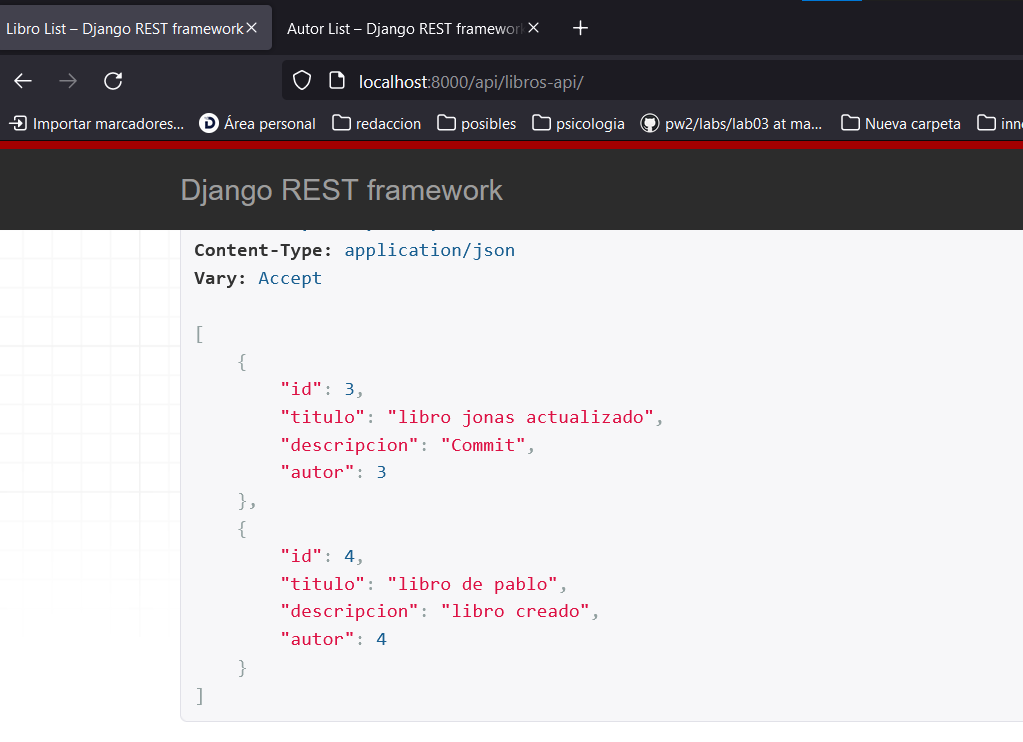 Libro List – Django REST framework
Autor List – Django REST framewor
localhost:8000/api/libros-api/
Importar marcadores... Área personal redaccion posibles psicologia pw2/labs/lab03 at ma... Nueva carpeta inn
Django REST framework
Content-Type: application/json
Vary: Accept
[
{
"id": 3,
"titulo": "libro jonas actualizado",
"descripcion": "Commit",
"autor": 3
},
{
"id": 4,
"titulo": "libro de pablo",
"descripcion": "libro creado",
"autor": 4
}
]